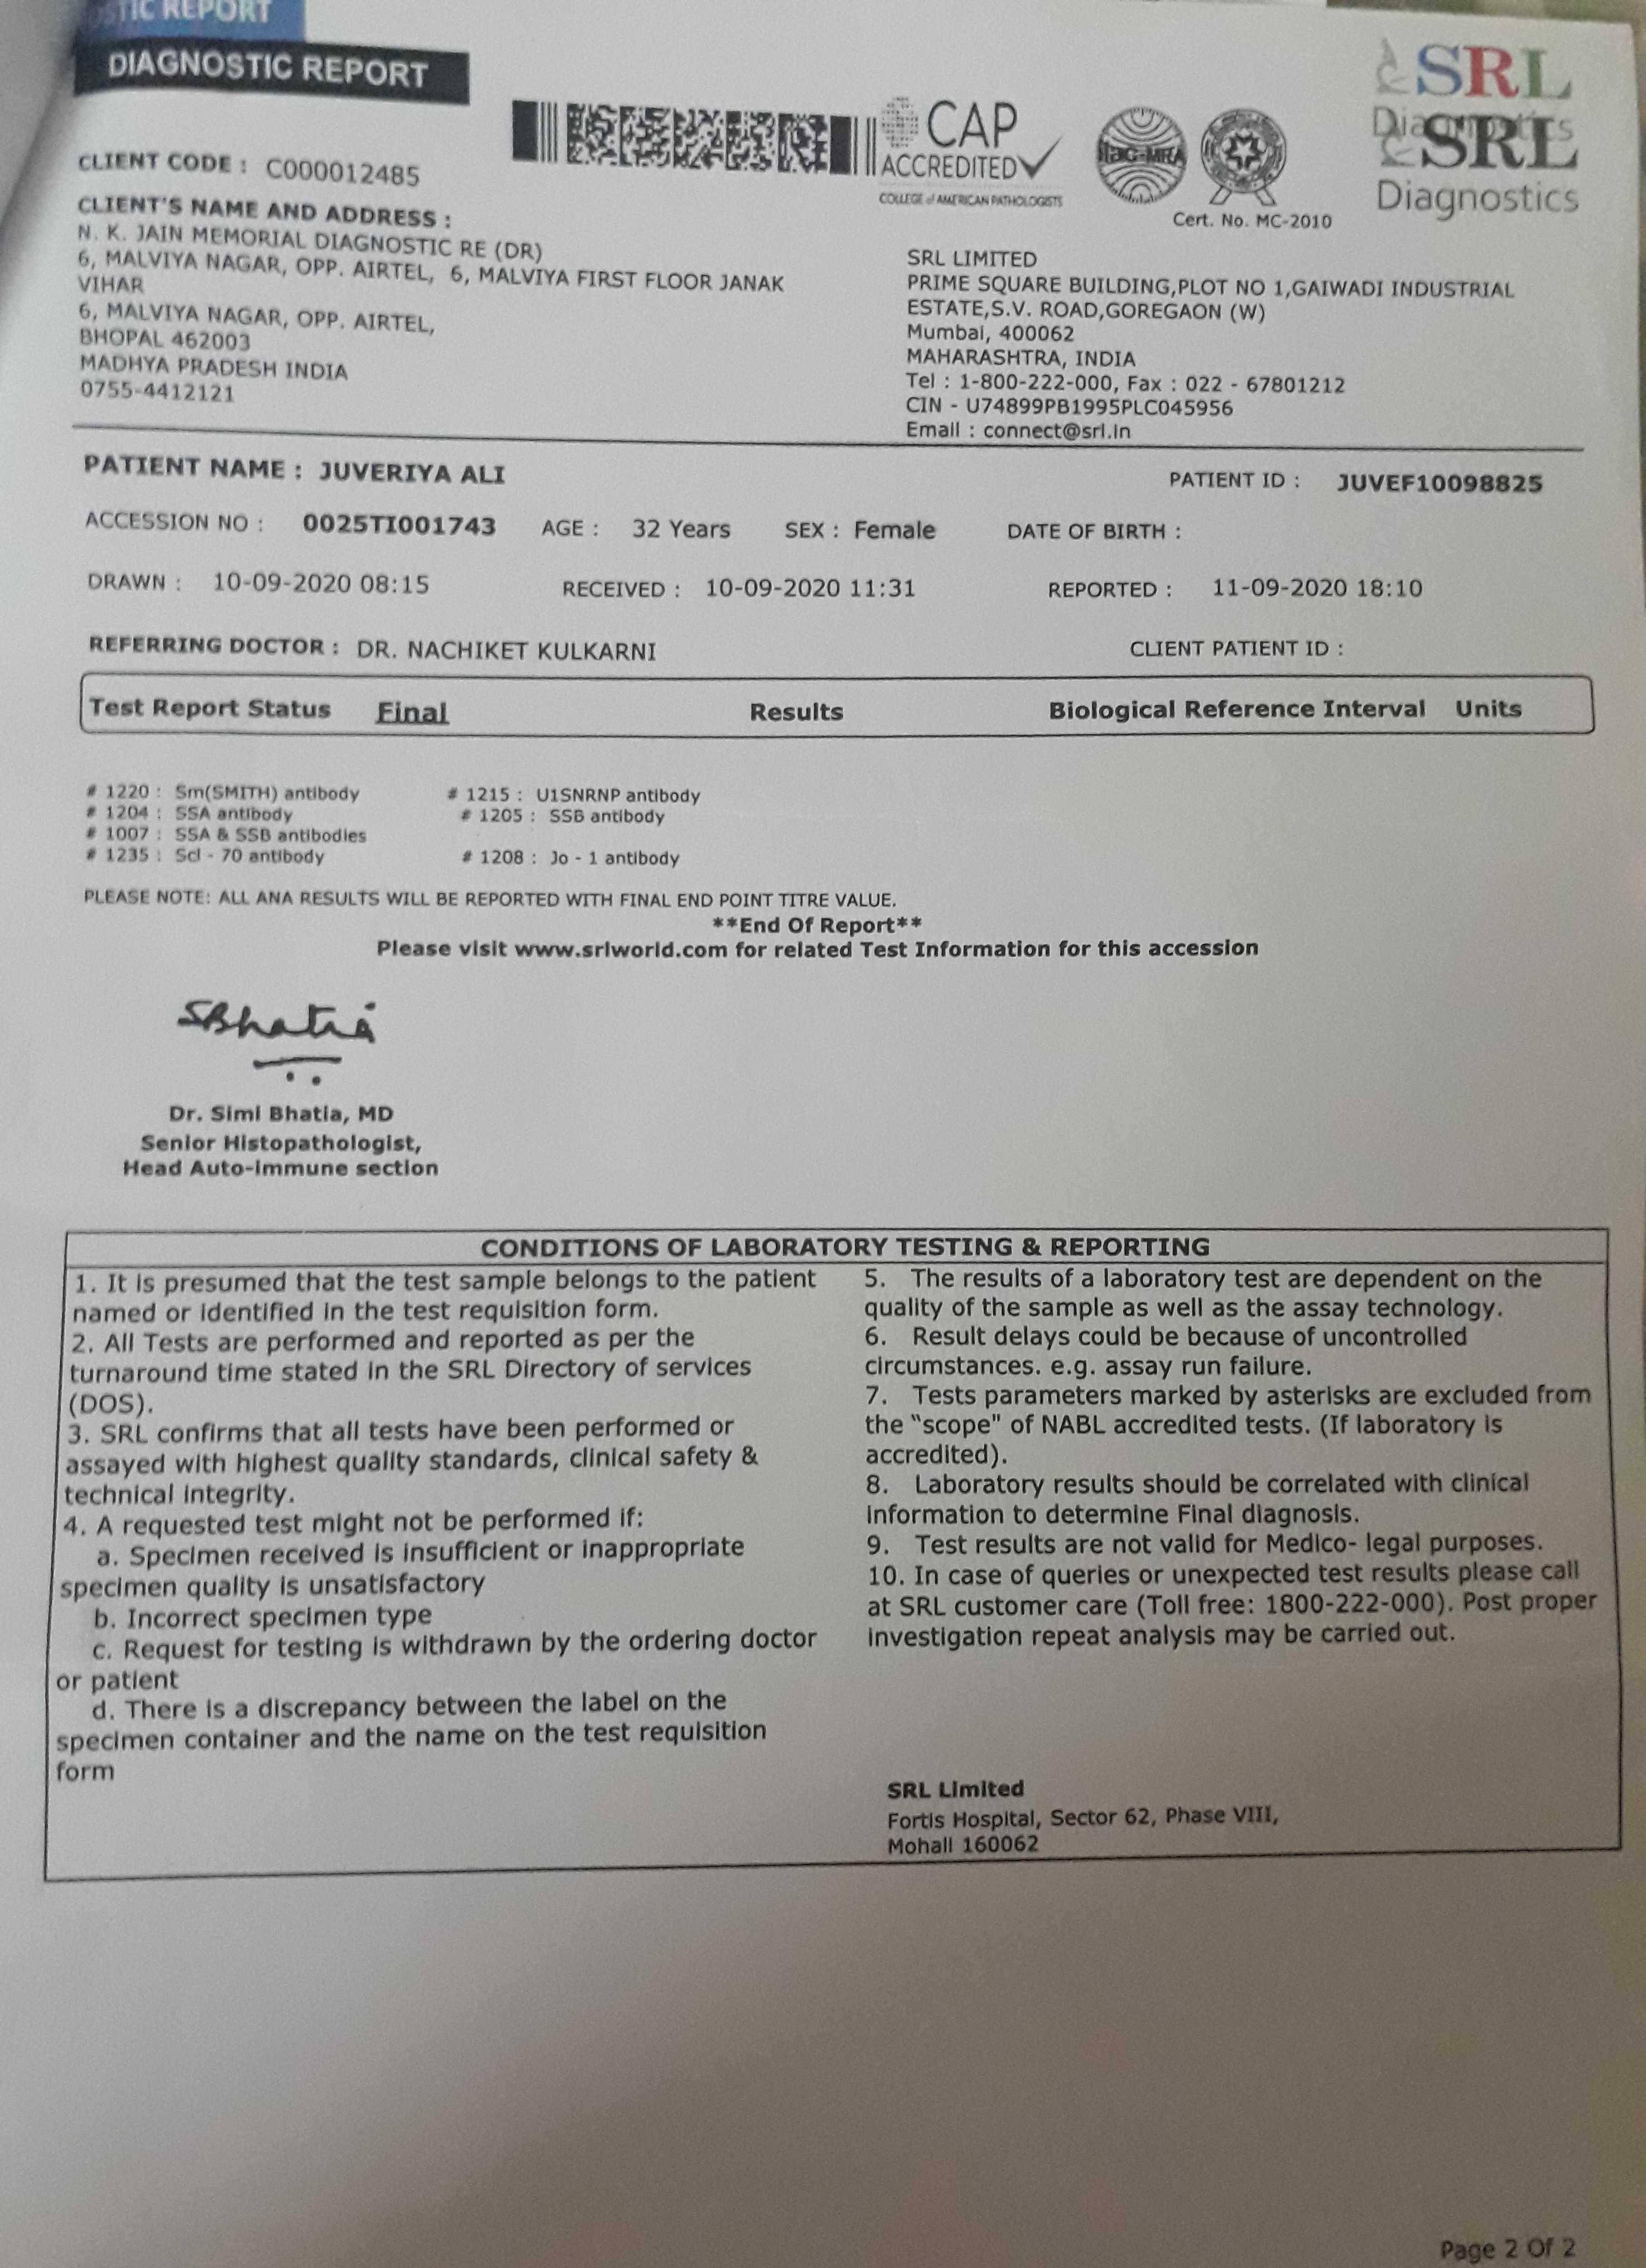 STIC REPORT
DIAGNOSTIC REPORT
CAP
ACCREDITED
COLLEGE of AMERICAN PATHOLOGISTS
ilac-MRA
Cert. No. MC-2010
SRL
Diagnostics
SRL
Diagnostics
CLIENT CODE : C000012485
CLIENT'S NAME AND ADDRESS :
N. K. JAIN MEMORIAL DIAGNOSTIC RE (DR)
6, MALVIYA NAGAR, OPP. AIRTEL, 6, MALVIYA FIRST FLOOR JANAK
VIHAR
6, MALVIYA NAGAR, OPP. AIRTEL,
BHOPAL 462003
MADHYA PRADESH INDIA
0755-4412121
SRL LIMITED
PRIME SQUARE BUILDING,PLOT NO 1,GAIWADI INDUSTRIAL
ESTATE,S.V. ROAD,GOREGAON (W)
Mumbai, 400062
MAHARASHTRA, INDIA
Tel : 1-800-222-000, Fax : 022 - 67801212
CIN - U74899PB1995PLC045956
Email : connect@srl.in
PATIENT NAME : JUVERIYA ALI PATIENT ID : JUVEF10098825
ACCESSION NO : 0025TI001743 AGE : 32 Years SEX : Female DATE OF BIRTH :
DRAWN : 10-09-2020 08:15 RECEIVED : 10-09-2020 11:31 REPORTED : 11-09-2020 18:10
REFERRING DOCTOR : DR. NACHIKET KULKARNI CLIENT PATIENT ID :
Test Report Status Final Results Biological Reference Interval Units
# 1220 : Sm(SMITH) antibody # 1215 : U1SNRNP antibody
# 1204 : SSA antibody # 1205 : SSB antibody
# 1007 : SSA & SSB antibodies
# 1235 : Scl - 70 antibody # 1208 : Jo - 1 antibody
PLEASE NOTE: ALL ANA RESULTS WILL BE REPORTED WITH FINAL END POINT TITRE VALUE.
**End Of Report**
Please visit www.srlworld.com for related Test Information for this accession
SBhatia
Dr. Simi Bhatia, MD
Senior Histopathologist,
Head Auto-immune section
CONDITIONS OF LABORATORY TESTING & REPORTING
1. It is presumed that the test sample belongs to the patient
named or identified in the test requisition form.
2. All Tests are performed and reported as per the
turnaround time stated in the SRL Directory of services
(DOS).
3. SRL confirms that all tests have been performed or
assayed with highest quality standards, clinical safety &
technical integrity.
4. A requested test might not be performed if:
a. Specimen received is insufficient or inappropriate
specimen quality is unsatisfactory
b. Incorrect specimen type
c. Request for testing is withdrawn by the ordering doctor
or patient
d. There is a discrepancy between the label on the
specimen container and the name on the test requisition
form
5. The results of a laboratory test are dependent on the
quality of the sample as well as the assay technology.
6. Result delays could be because of uncontrolled
circumstances. e.g. assay run failure.
7. Tests parameters marked by asterisks are excluded from
the "scope" of NABL accredited tests. (If laboratory is
accredited).
8. Laboratory results should be correlated with clinical
information to determine Final diagnosis.
9. Test results are not valid for Medico- legal purposes.
10. In case of queries or unexpected test results please call
at SRL customer care (Toll free: 1800-222-000). Post proper
investigation repeat analysis may be carried out.
SRL Limited
Fortis Hospital, Sector 62, Phase VIII,
Mohali 160062
Page 2 Of 2